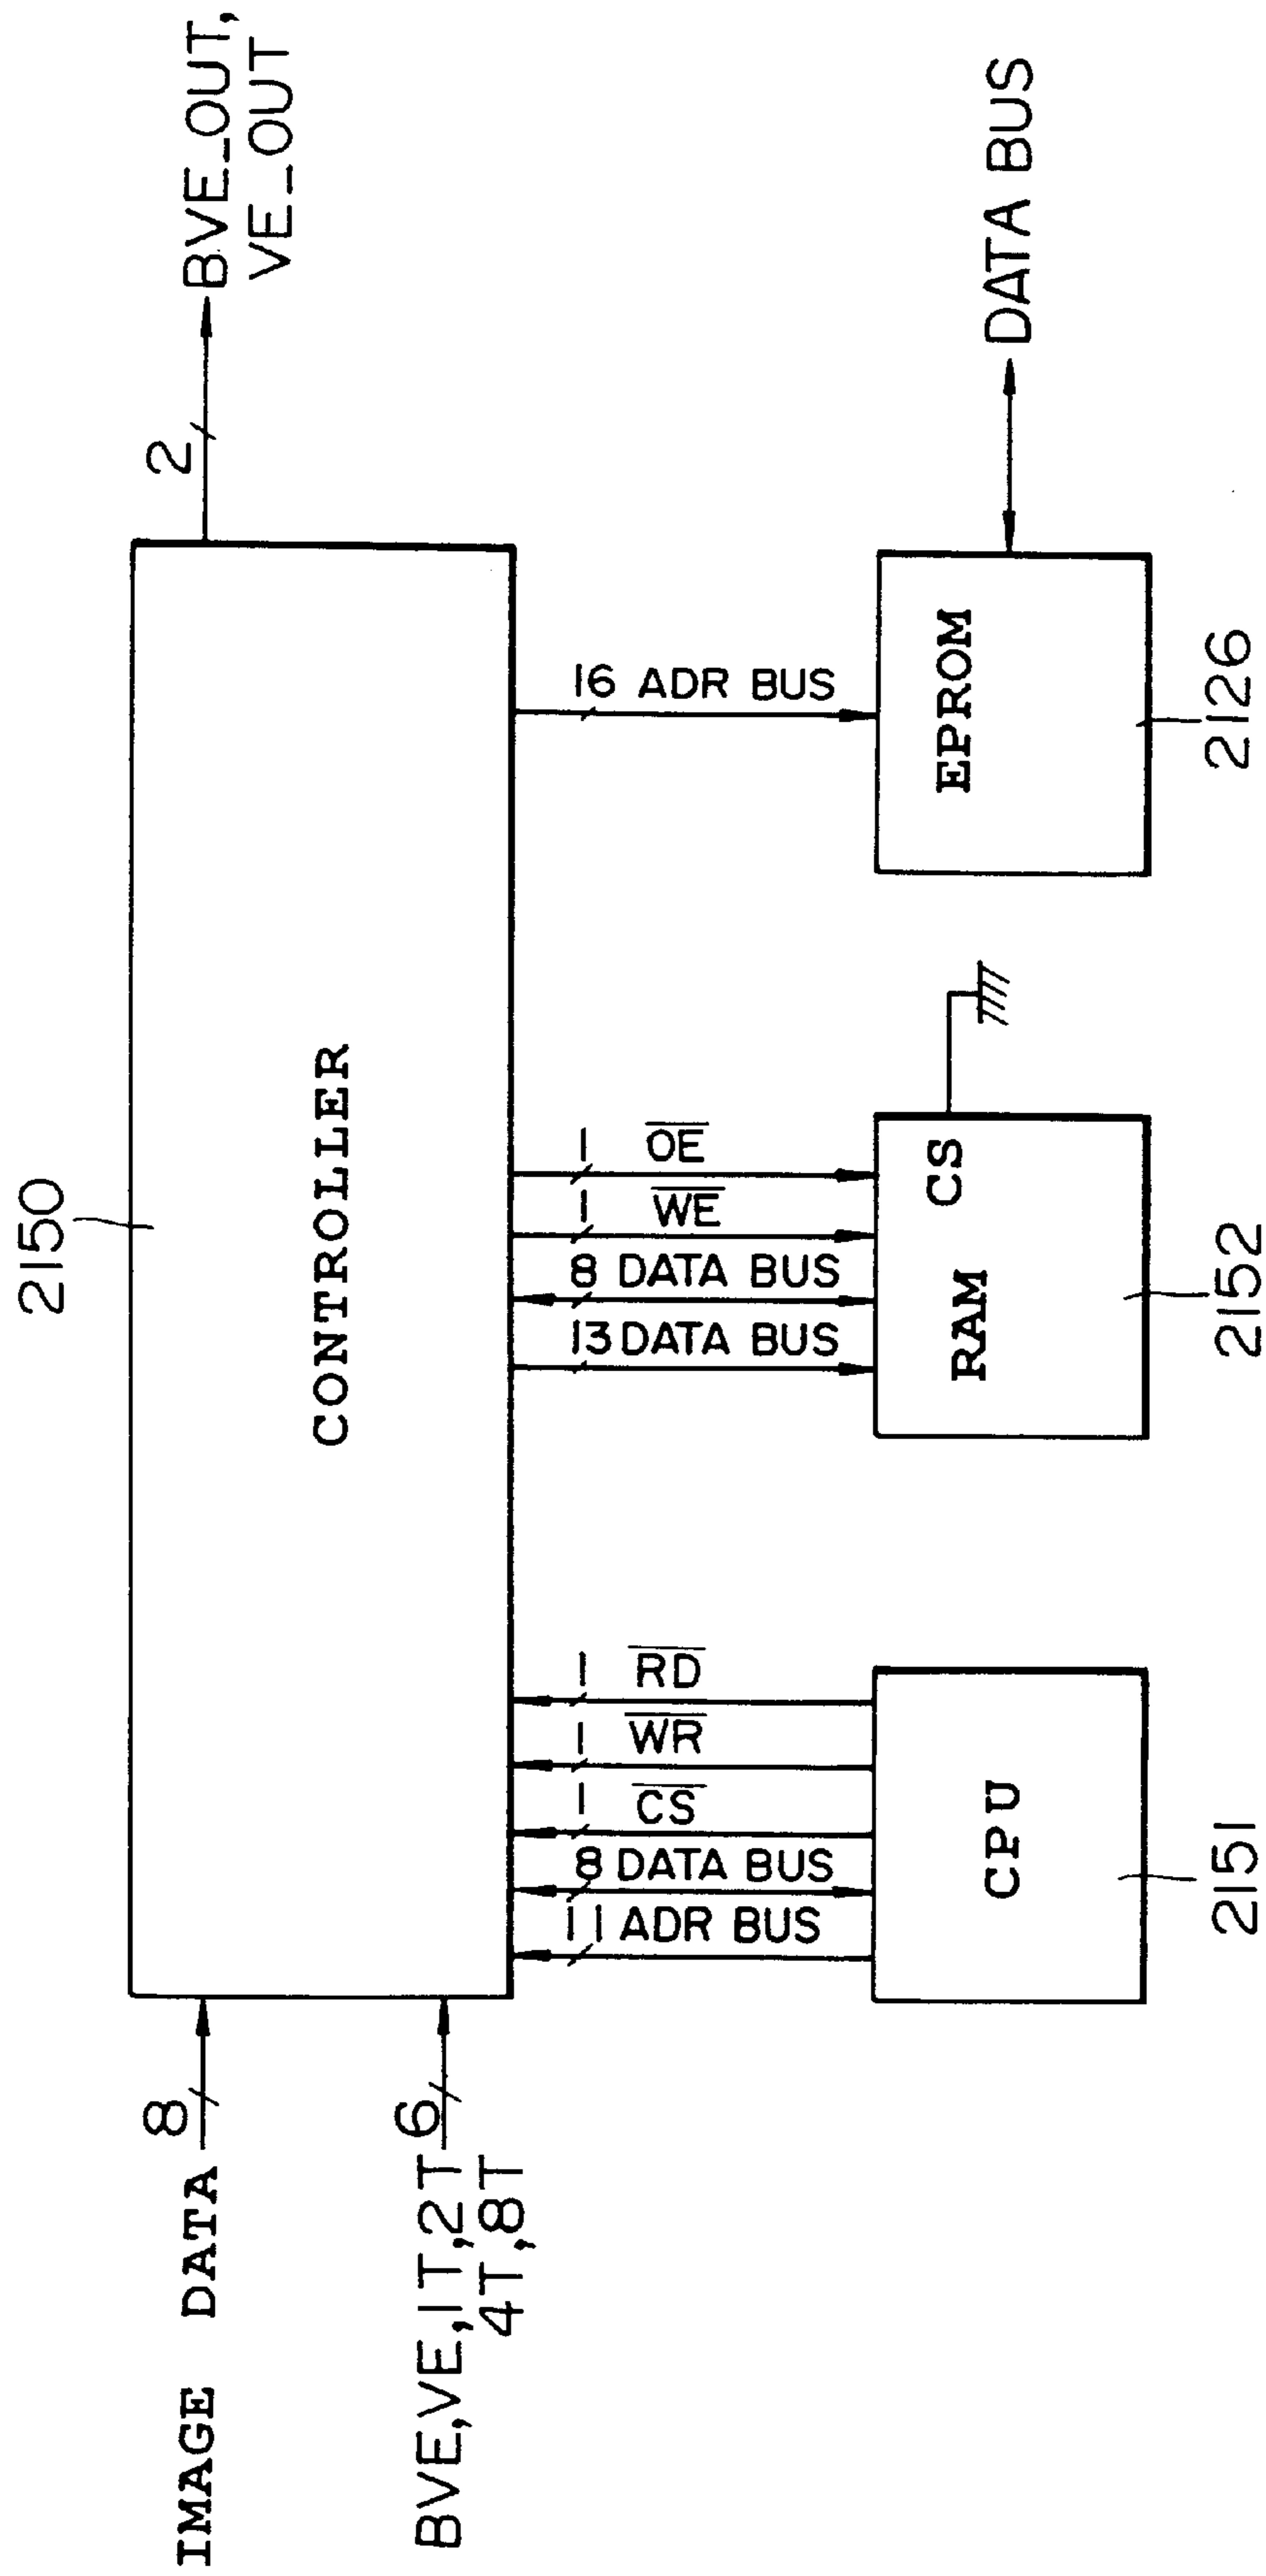 2150
IMAGE DATA
8
BVE,VE,1T,2T
4T,8T
6
CONTROLLER
2
BVE_OUT,
VE_OUT
11 ADR BUS
8 DATA BUS
1 CS
1 WR
1 RD
13 DATA BUS
8 DATA BUS
1 WE
1 OE
16 ADR BUS
CPU
2151
RAM
CS
2152
EPROM
2126
DATA BUS